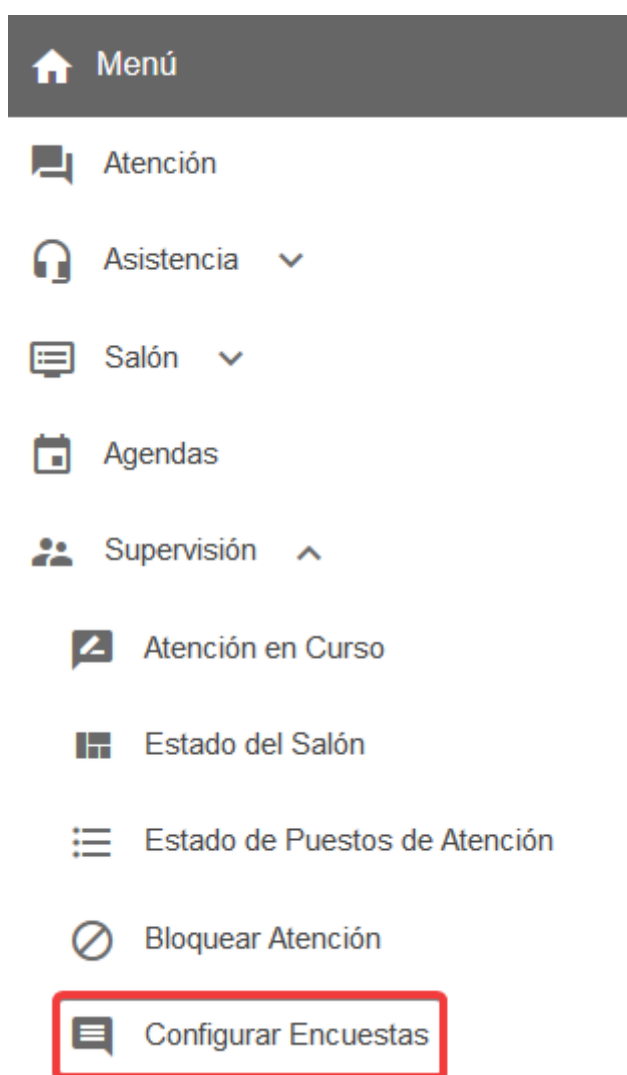 Menú
Atención
Asistencia
Salón
Agendas
Supervisión
Atención en Curso
Estado del Salón
Estado de Puestos de Atención
Bloquear Atención
Configurar Encuestas